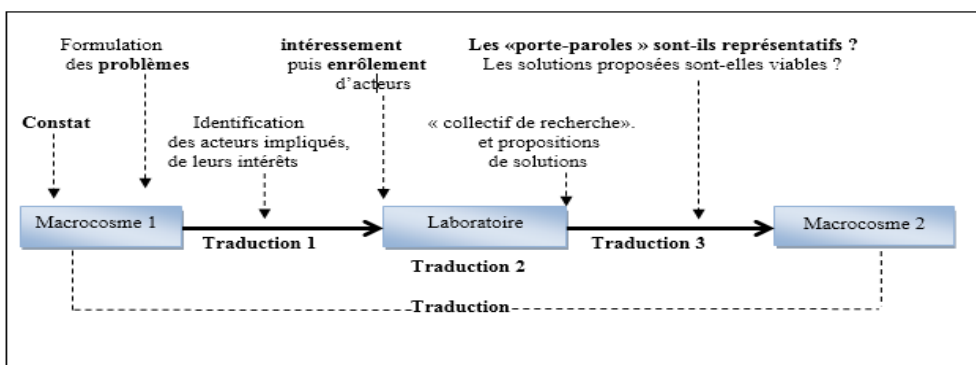 Formulation
des problèmes
intéressement
puis enrôlement
d’acteurs
Les «porte-paroles » sont-ils représentatifs ?
Les solutions proposées sont-elles viables ?
Constat
Identification
des acteurs impliqués,
de leurs intérêts
« collectif de recherche».
et propositions
de solutions
Macrocosme 1
Laboratoire
Macrocosme 2
Traduction 1
Traduction 3
Traduction 2
Traduction